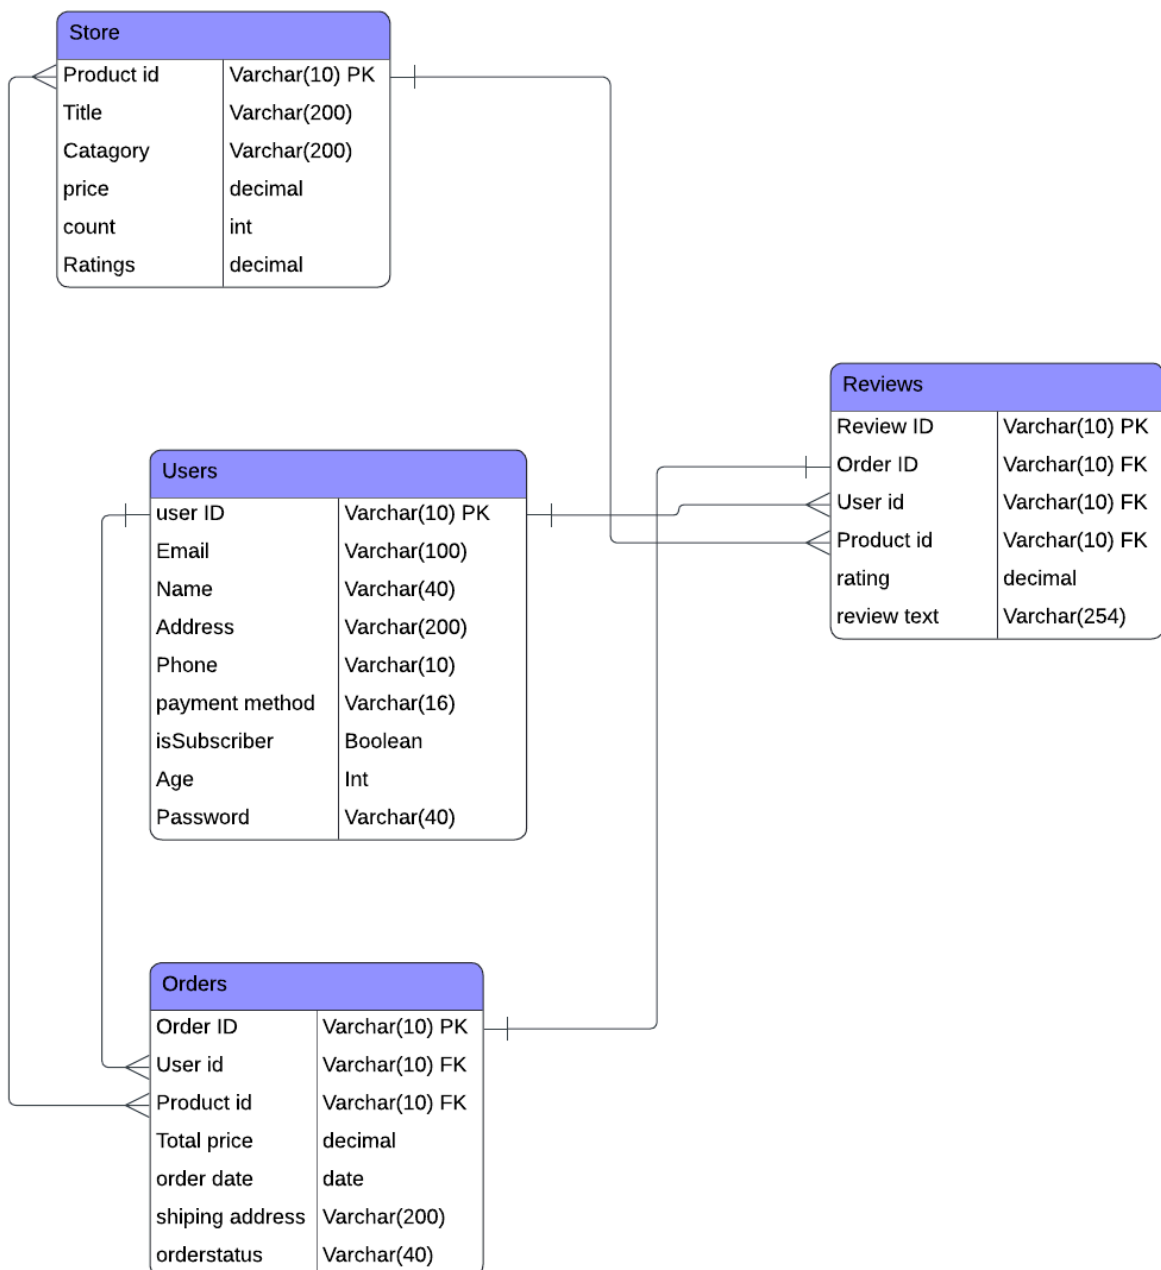 Store
Product id Varchar(10) PK
Title Varchar(200)
Catagory Varchar(200)
price decimal
count int
Ratings decimal
Reviews
Review ID Varchar(10) PK
Order ID Varchar(10) FK
User id Varchar(10) FK
Product id Varchar(10) FK
rating decimal
review text Varchar(254)
Users
user ID Varchar(10) PK
Email Varchar(100)
Name Varchar(40)
Address Varchar(200)
Phone Varchar(10)
payment method Varchar(16)
isSubscriber Boolean
Age Int
Password Varchar(40)
Orders
Order ID Varchar(10) PK
User id Varchar(10) FK
Product id Varchar(10) FK
Total price decimal
order date date
shiping address Varchar(200)
orderstatus Varchar(40)